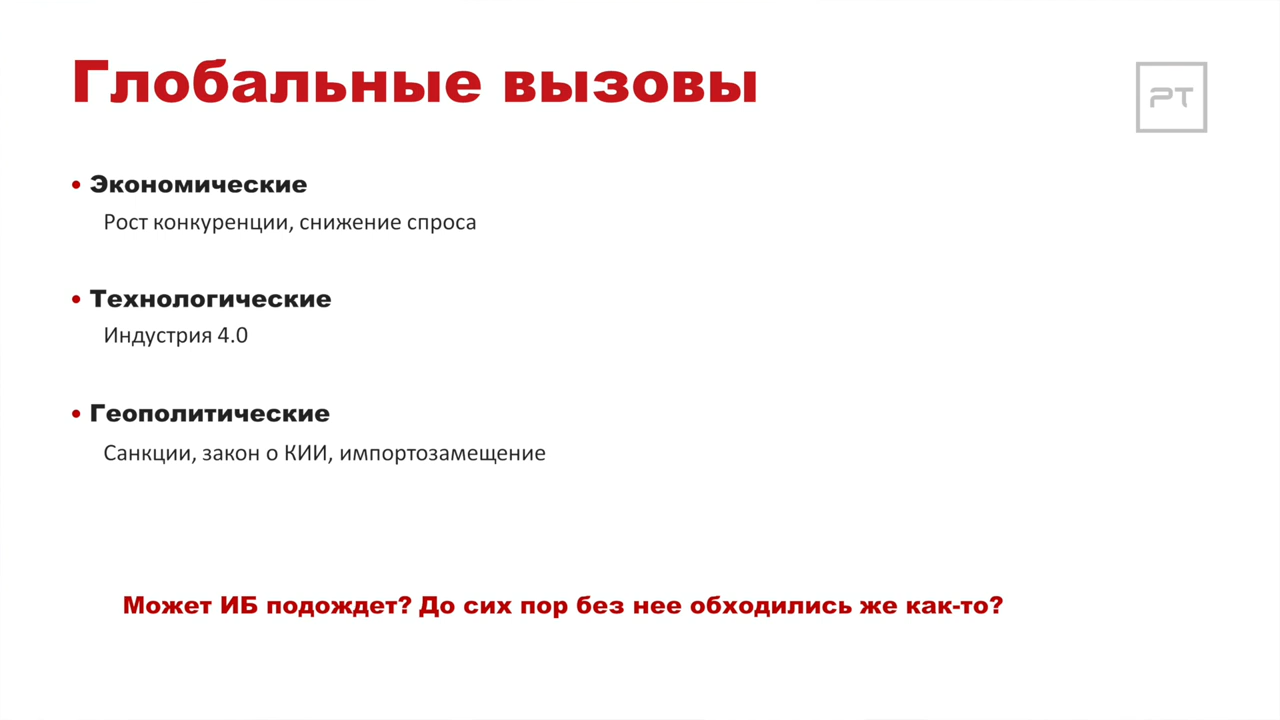 Глобальные вызовы
PT
• Экономические
Рост конкуренции, снижение спроса
• Технологические
Индустрия 4.0
• Геополитические
Санкции, закон о КИИ, импортозамещение
Может ИБ подождет? До сих пор без нее обходились же как-то?